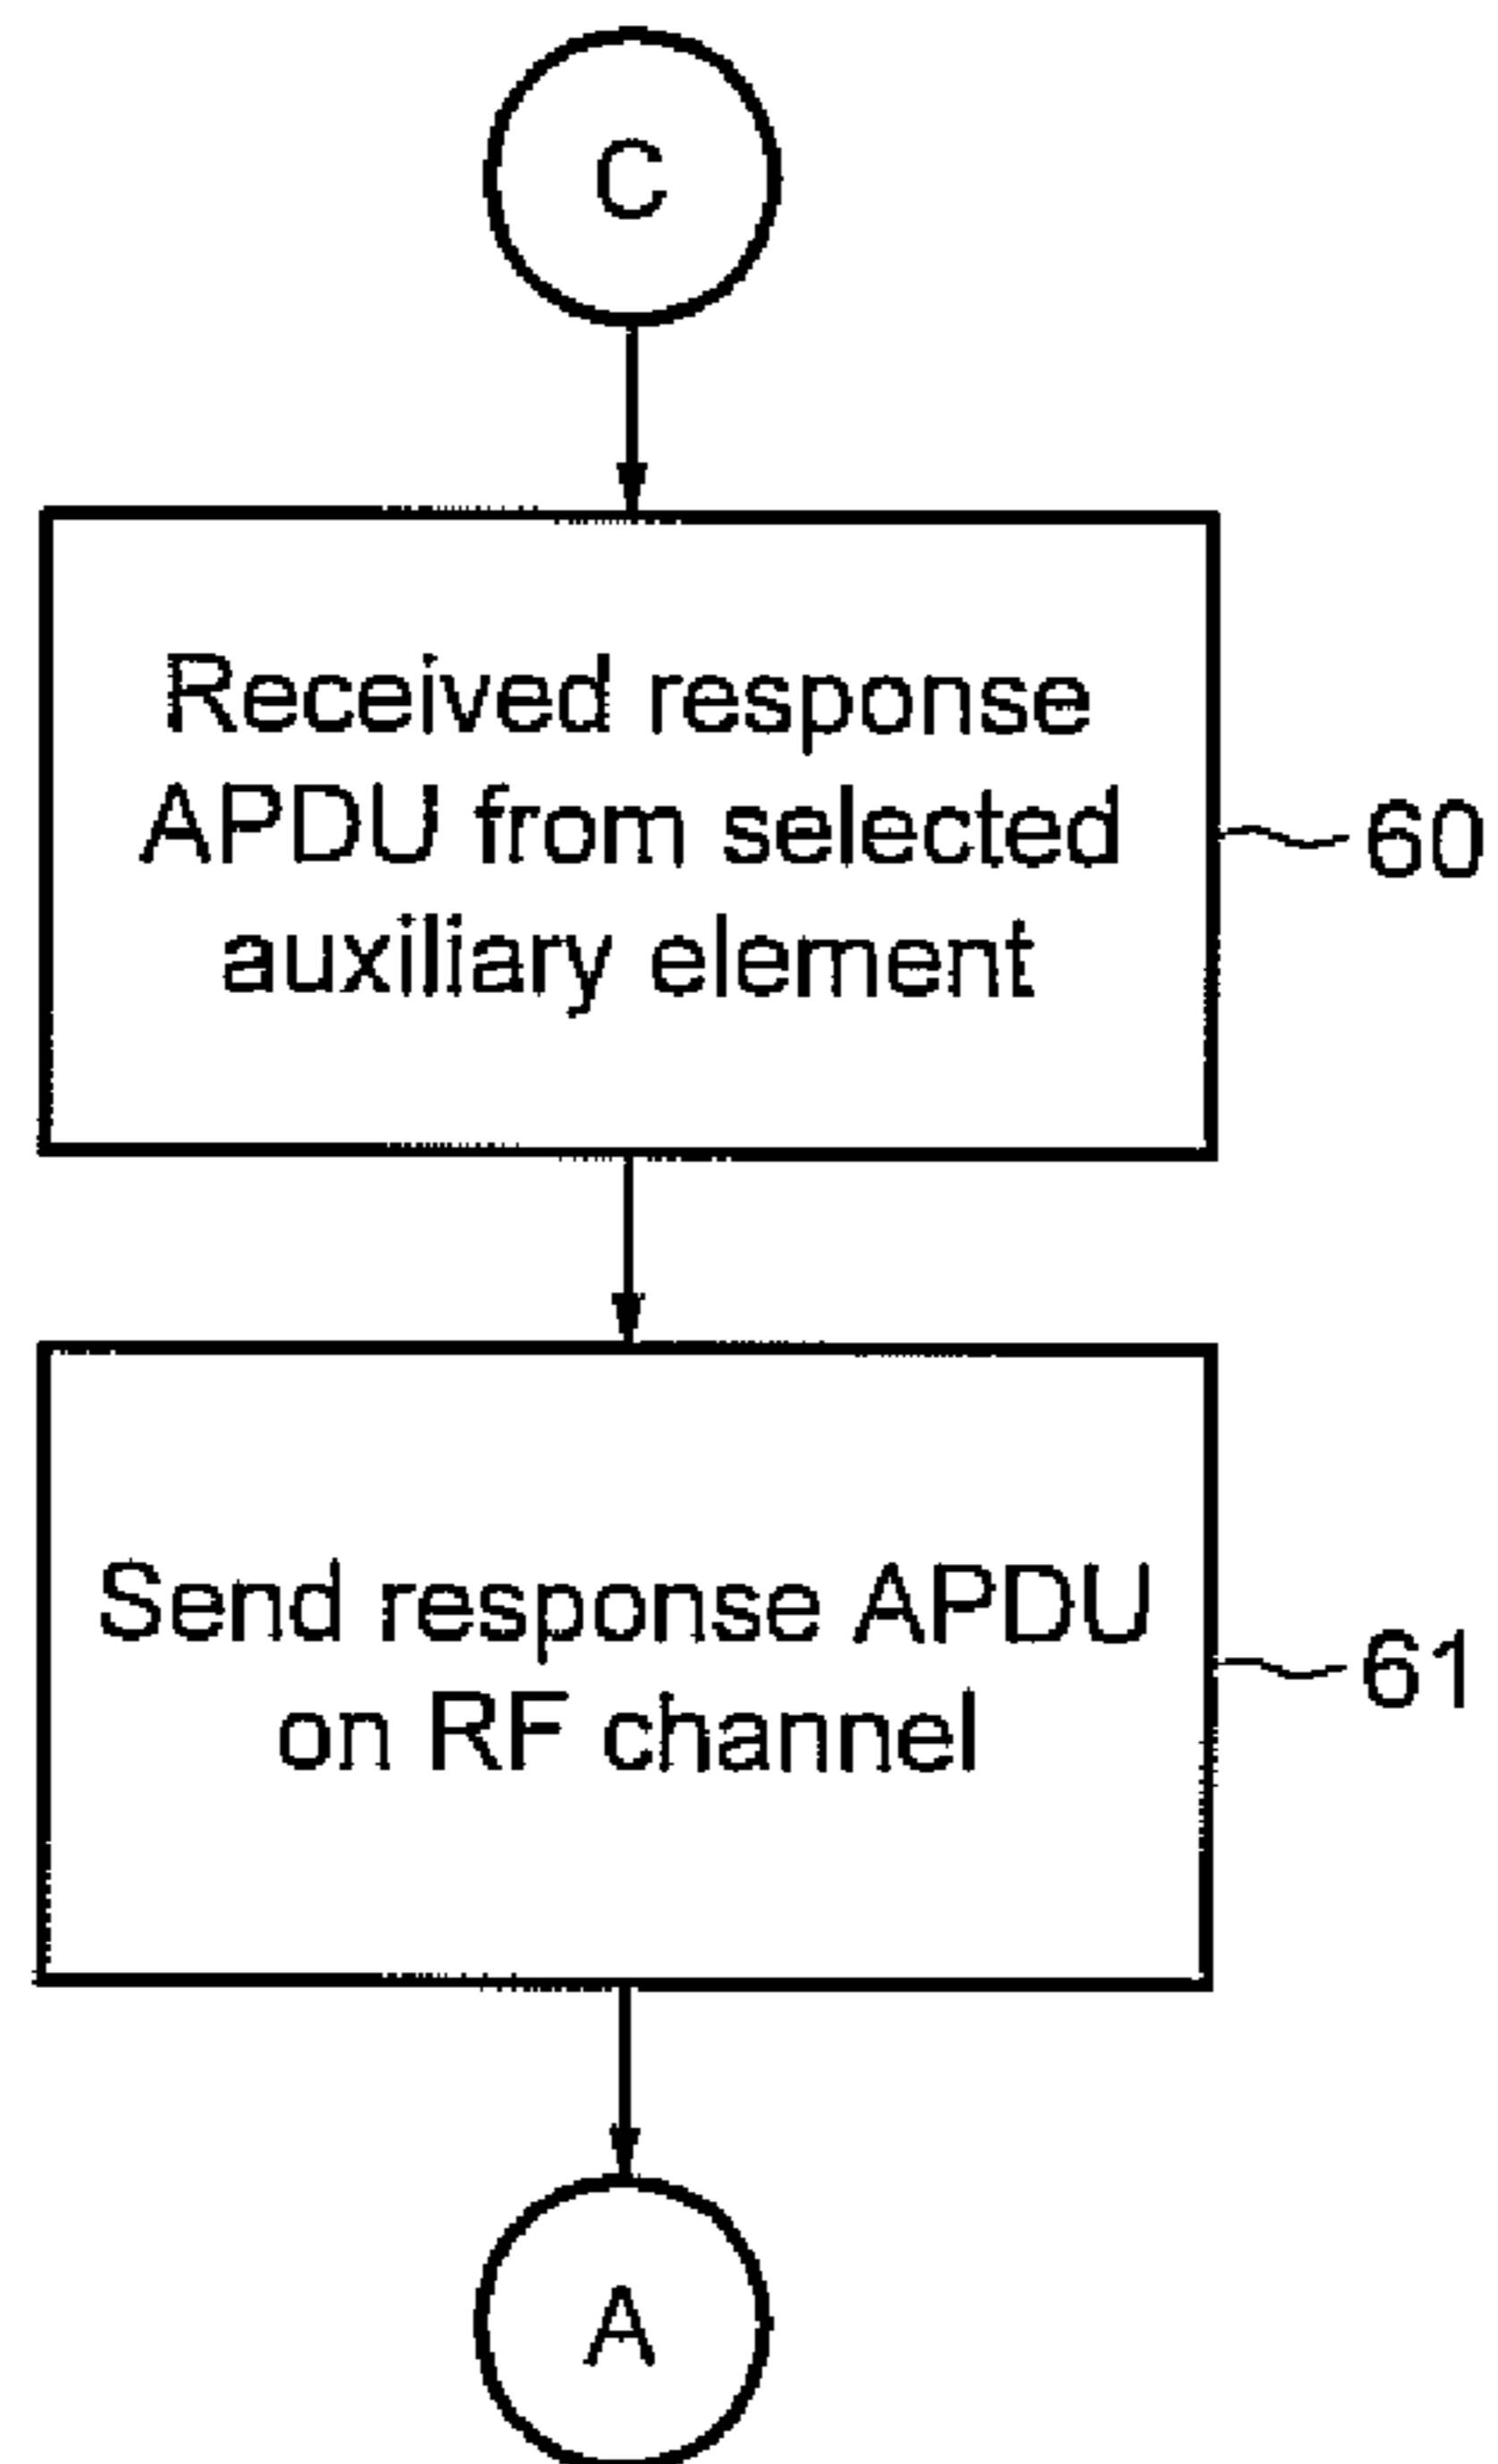 C
Received response
APDU from selected
auxiliary element
60
Send response APDU
on RF channel
61
A